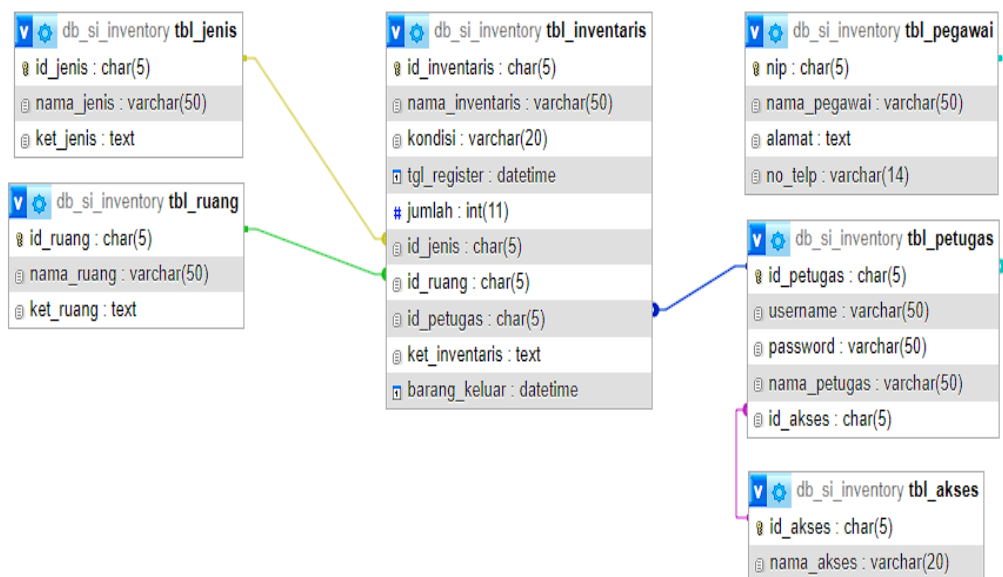 db_si_inventory tbl_jenis
id_jenis : char(5)
nama_jenis : varchar(50)
ket_jenis : text
db_si_inventory tbl_ruang
id_ruang : char(5)
nama_ruang : varchar(50)
ket_ruang : text
db_si_inventory tbl_inventaris
id_inventaris : char(5)
nama_inventaris : varchar(50)
kondisi : varchar(20)
tgl_register : datetime
# jumlah : int(11)
id_jenis : char(5)
id_ruang : char(5)
id_petugas : char(5)
ket_inventaris : text
barang_keluar : datetime
db_si_inventory tbl_pegawai
nip : char(5)
nama_pegawai : varchar(50)
alamat : text
no_telp : varchar(14)
db_si_inventory tbl_petugas
id_petugas : char(5)
username : varchar(50)
password : varchar(50)
nama_petugas : varchar(50)
id_akses : char(5)
db_si_inventory tbl_akses
id_akses : char(5)
nama_akses : varchar(20)